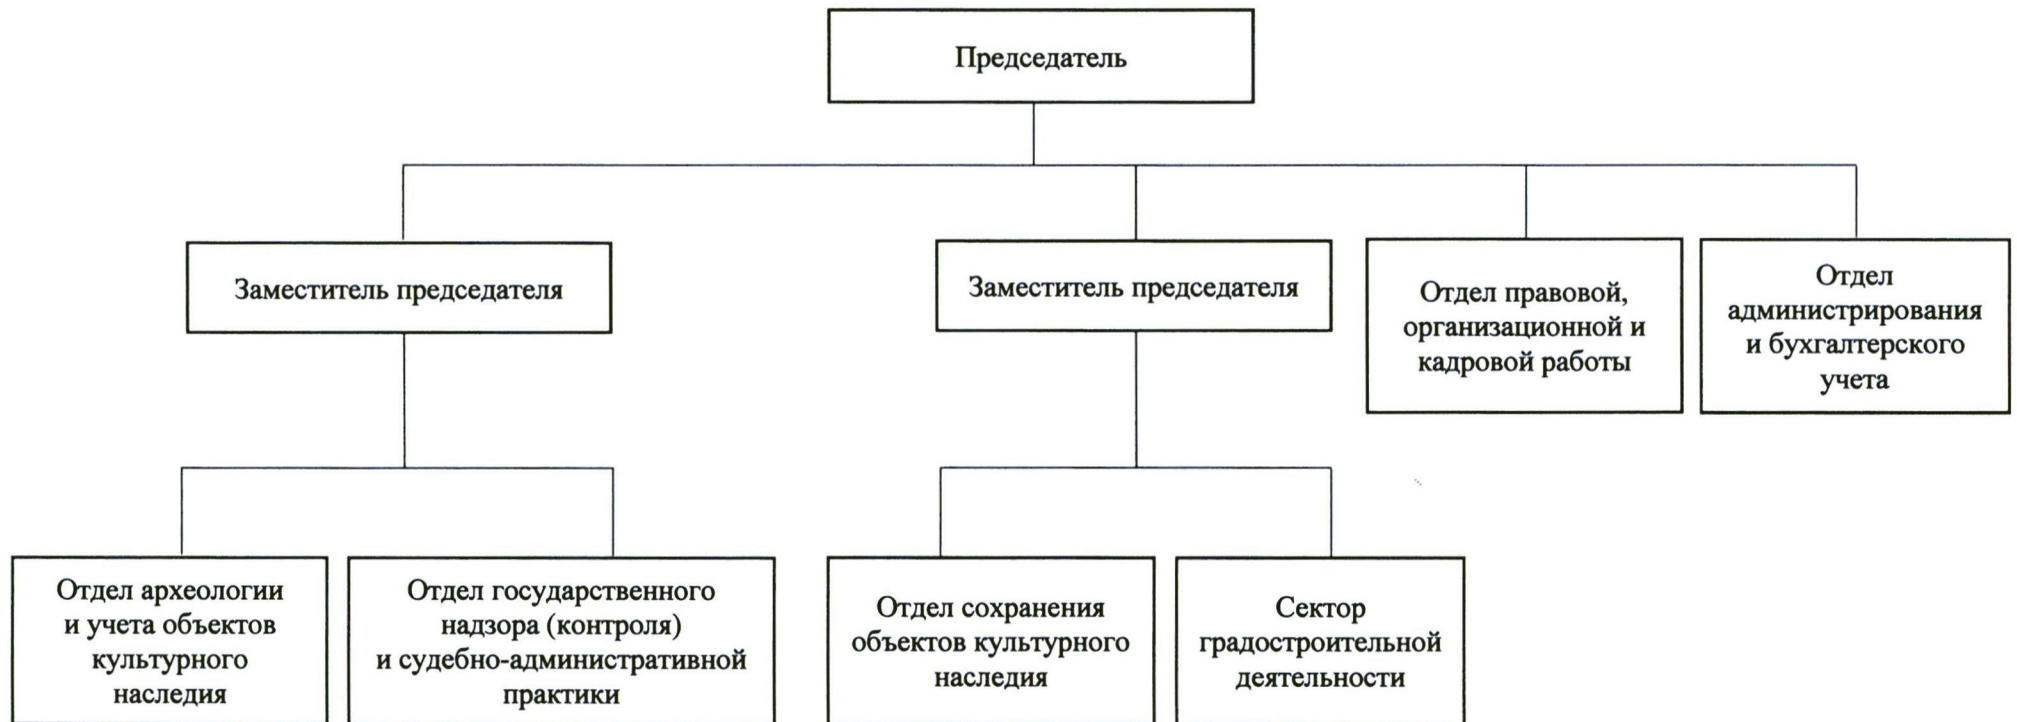 Председатель
Заместитель председателя
Заместитель председателя
Отдел правовой,
организационной и
кадровой работы
Отдел
администрирования
и бухгалтерского
учета
Отдел археологии
и учета объектов
культурного
наследия
Отдел государственного
надзора (контроля)
и судебно-административной
практики
Отдел сохранения
объектов культурного
наследия
Сектор
градостроительной
деятельности